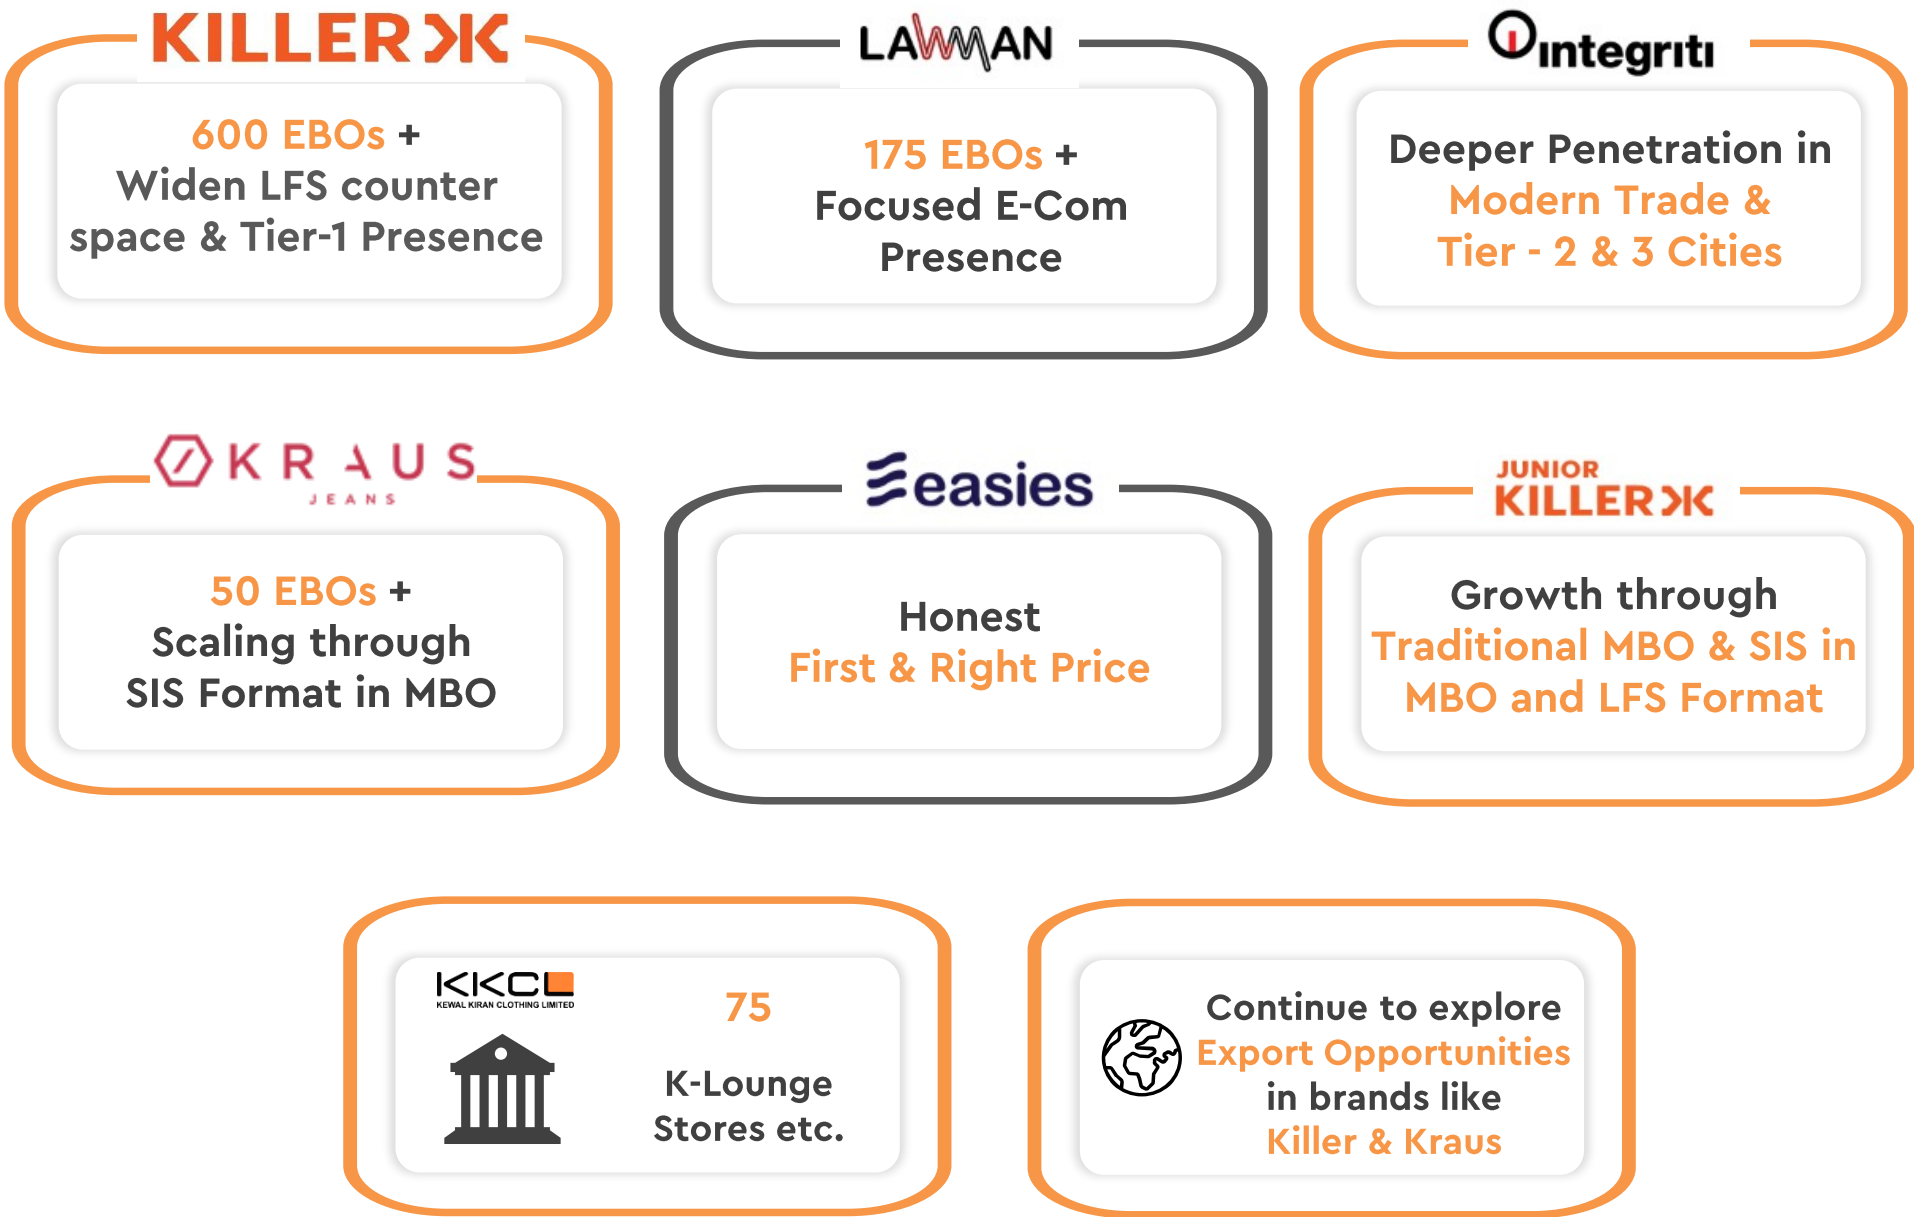 KILLER
600 EBOs +
Widen LFS counter
space & Tier-1 Presence
LAWMAN
175 EBOs +
Focused E-Com
Presence
integriti
Deeper Penetration in
Modern Trade &
Tier - 2 & 3 Cities
KRAUS
JEANS
50 EBOs +
Scaling through
SIS Format in MBO
easies
Honest
First & Right Price
JUNIOR
KILLER
Growth through
Traditional MBO & SIS in
MBO and LFS Format
KKCL
KEWAL KIRAN CLOTHING LIMITED
75
K-Lounge
Stores etc.
Continue to explore
Export Opportunities
in brands like
Killer & Kraus